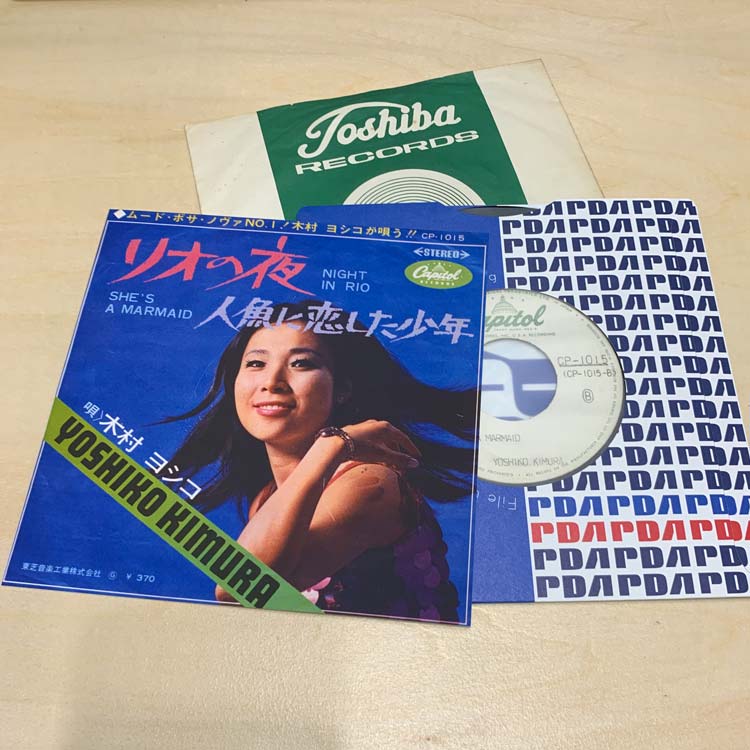 Toshiba
RECORDS
◆ムード・ボサ・ノヴァNO.1!木村 ヨシコが唄う!! CP-1015
リオの夜
NIGHT
IN RIO
STEREO
Capitol
RECORDS
SHE'S
A MARMAID
人魚に恋した少年
唄〉木村 ヨシコ
YOSHIKO KIMURA
東芝音楽工業株式会社 Ⓖ ¥370
Capitol
CP-1015
(CP-1015-B)
Ⓑ
A MARMAID
YOSHIKO KIMURA
File
PDAPDAPDA